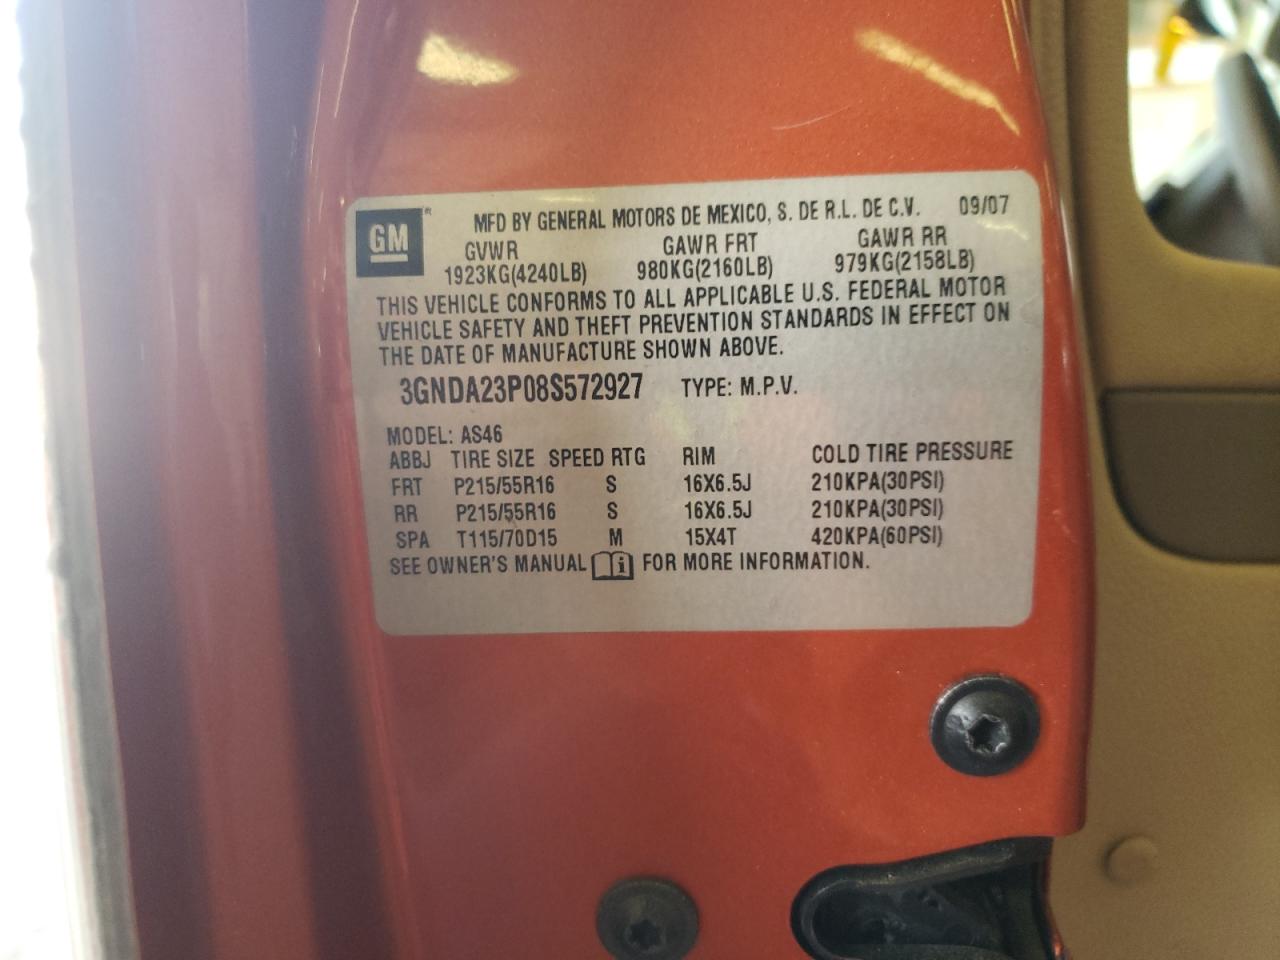 GM® MFD BY GENERAL MOTORS DE MEXICO, S. DE R.L. DE C.V. 09/07
GVWR GAWR FRT GAWR RR
1923KG(4240LB) 980KG(2160LB) 979KG(2158LB)
THIS VEHICLE CONFORMS TO ALL APPLICABLE U.S. FEDERAL MOTOR
VEHICLE SAFETY AND THEFT PREVENTION STANDARDS IN EFFECT ON
THE DATE OF MANUFACTURE SHOWN ABOVE.
3GNDA23P08S572927 TYPE: M.P.V.
MODEL: AS46
ABBJ TIRE SIZE SPEED RTG RIM COLD TIRE PRESSURE
FRT P215/55R16 S 16X6.5J 210KPA(30PSI)
RR P215/55R16 S 16X6.5J 210KPA(30PSI)
SPA T115/70D15 M 15X4T 420KPA(60PSI)
SEE OWNER'S MANUAL i FOR MORE INFORMATION.